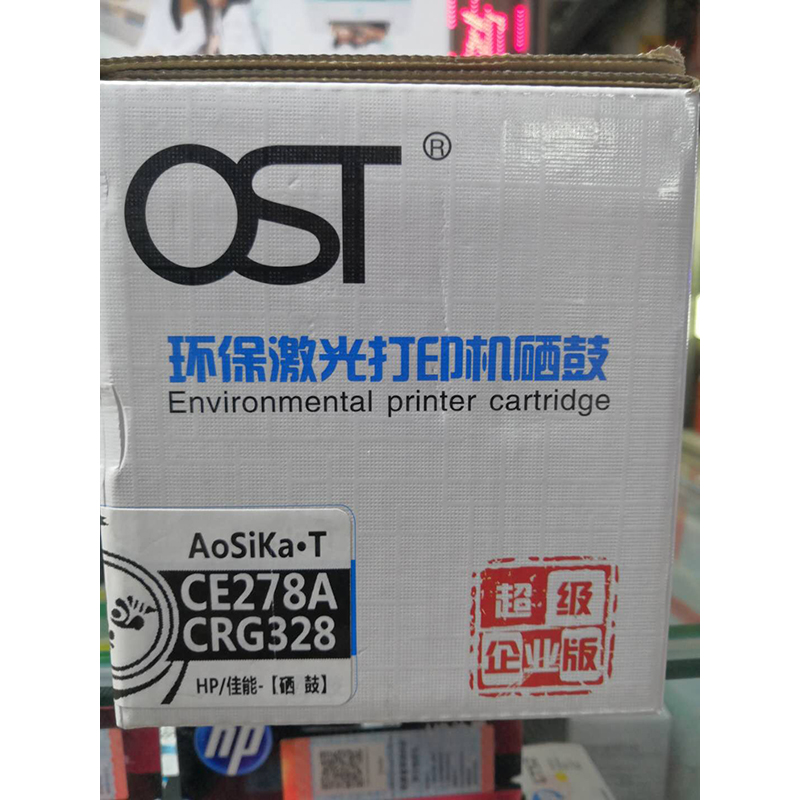 OST®
环保激光打印机硒鼓
Environmental printer cartridge
AoSiKa•T
CE278A
CRG328
HP/佳能-【硒 鼓】
超级
企业版
hp